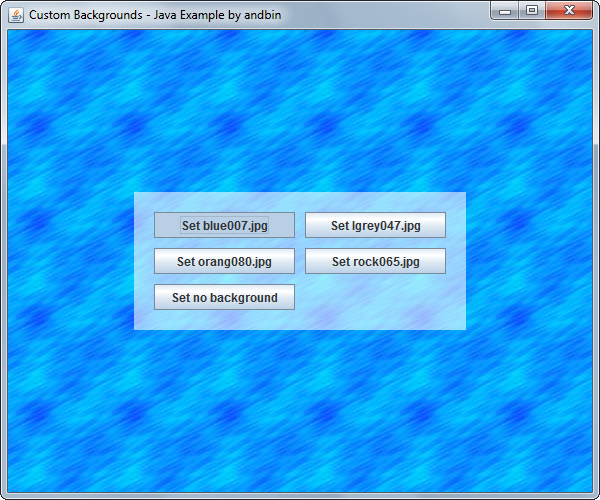 Custom Backgrounds - Java Example by andbin
Set blue007.jpg Set lgrey047.jpg
Set orang080.jpg Set rock065.jpg
Set no background